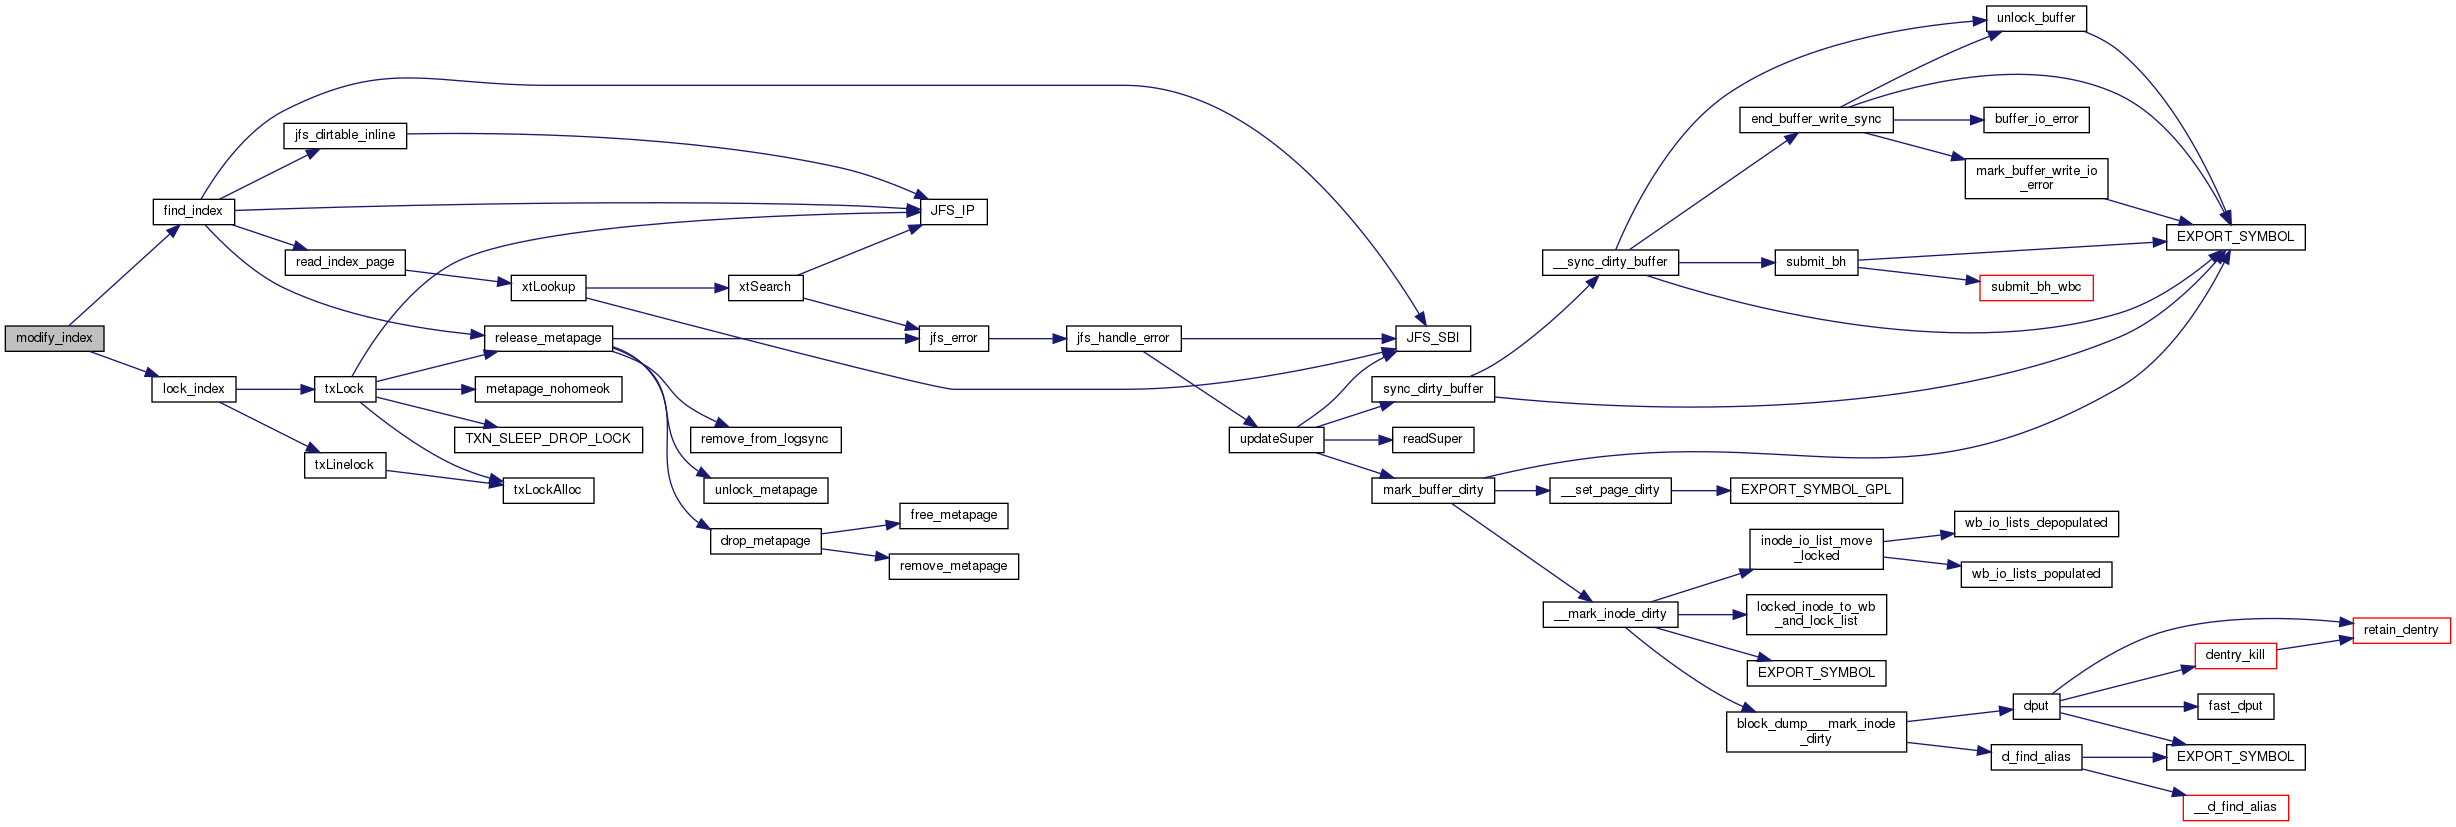 modify_index
find_index
lock_index
jfs_dirtable_inline
read_index_page
txLock
txLinelock
xtLookup
release_metapage
metapage_nohomeok
TXN_SLEEP_DROP_LOCK
txLockAlloc
xtSearch
remove_from_logsync
unlock_metapage
drop_metapage
JFS_IP
jfs_error
free_metapage
remove_metapage
jfs_handle_error
updateSuper
JFS_SBI
sync_dirty_buffer
readSuper
mark_buffer_dirty
__sync_dirty_buffer
__set_page_dirty
__mark_inode_dirty
end_buffer_write_sync
submit_bh
EXPORT_SYMBOL_GPL
inode_io_list_move
_locked
locked_inode_to_wb
_and_lock_list
EXPORT_SYMBOL
block_dump___mark_inode
_dirty
unlock_buffer
buffer_io_error
mark_buffer_write_io
_error
submit_bh_wbc
wb_io_lists_depopulated
wb_io_lists_populated
dput
d_find_alias
EXPORT_SYMBOL
dentry_kill
fast_dput
EXPORT_SYMBOL
__d_find_alias
retain_dentry